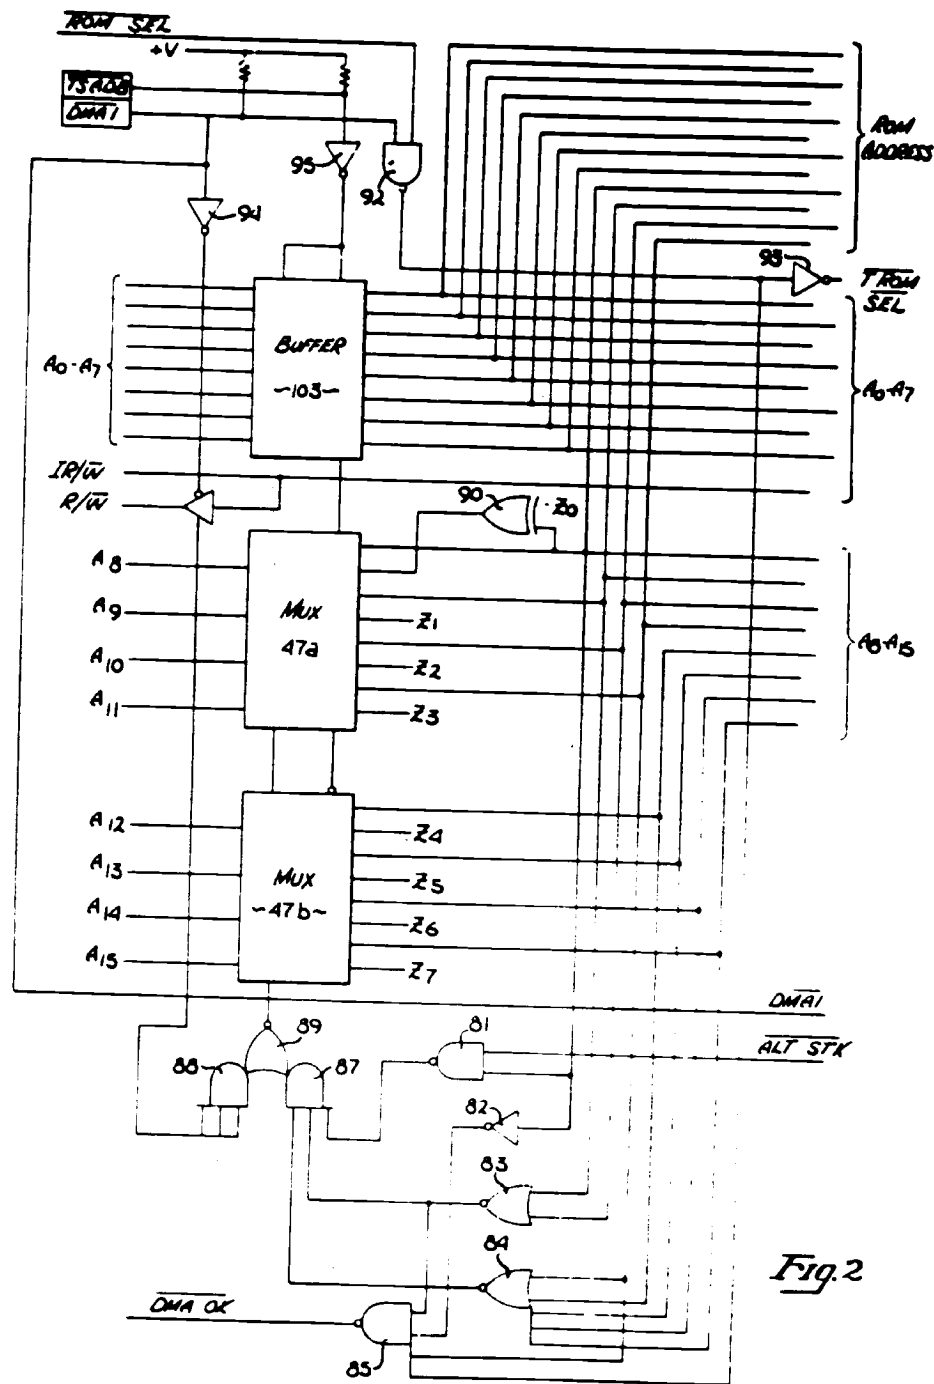 ROM SEL
+V
TSADB
DMA1
95
92
94
ROM
ADDRESS
93
T ROM
SEL
BUFFER
~103~
A0-A7
A0-A7
IR/W
R/W
90
Z0
A8
A9
A10
A11
MUX
47a
Z1
Z2
Z3
A8-A15
A12
A13
A14
A15
MUX
~47b~
Z4
Z5
Z6
Z7
DMA1
89
88
87
81
ALT STK
82
83
84
Fig. 2
DMA OK
85